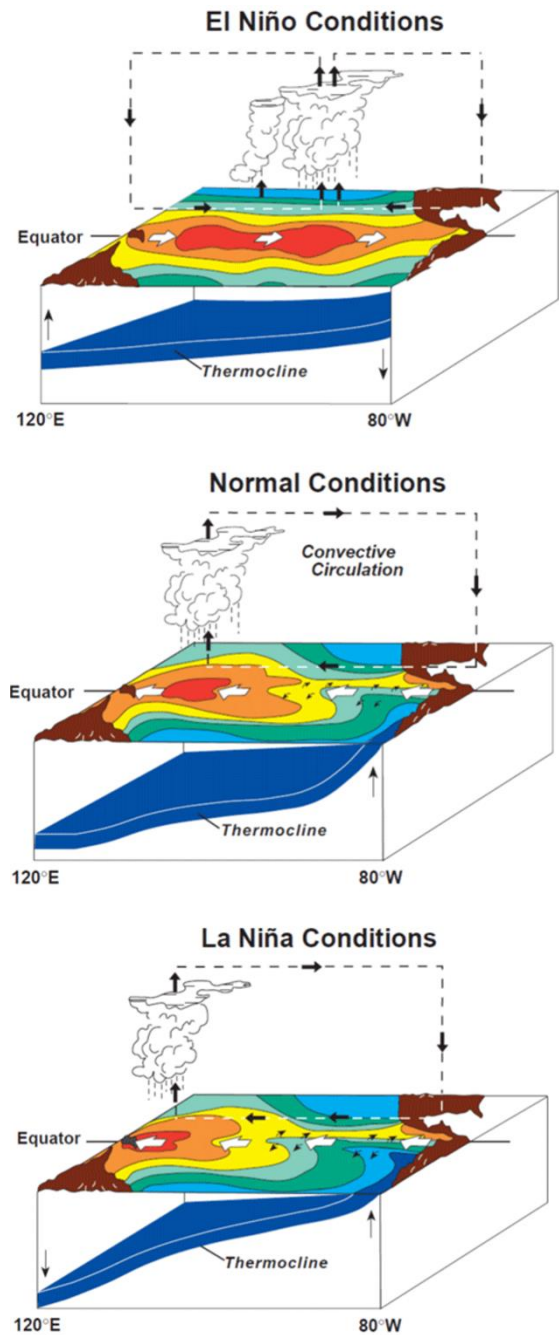 El Niño Conditions
Equator
Thermocline
120°E
80°W
Normal Conditions
Convective
Circulation
Equator
Thermocline
120°E
80°W
La Niña Conditions
Equator
Thermocline
120°E
80°W